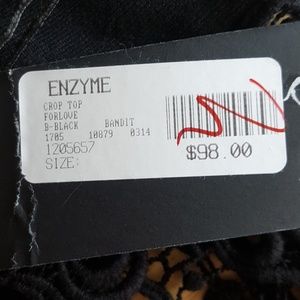 ENZYME
CROP TOP
FORLOVE
B-BLACK BANDIT
1705 10879 0314
1205657
SIZE:
$98.00